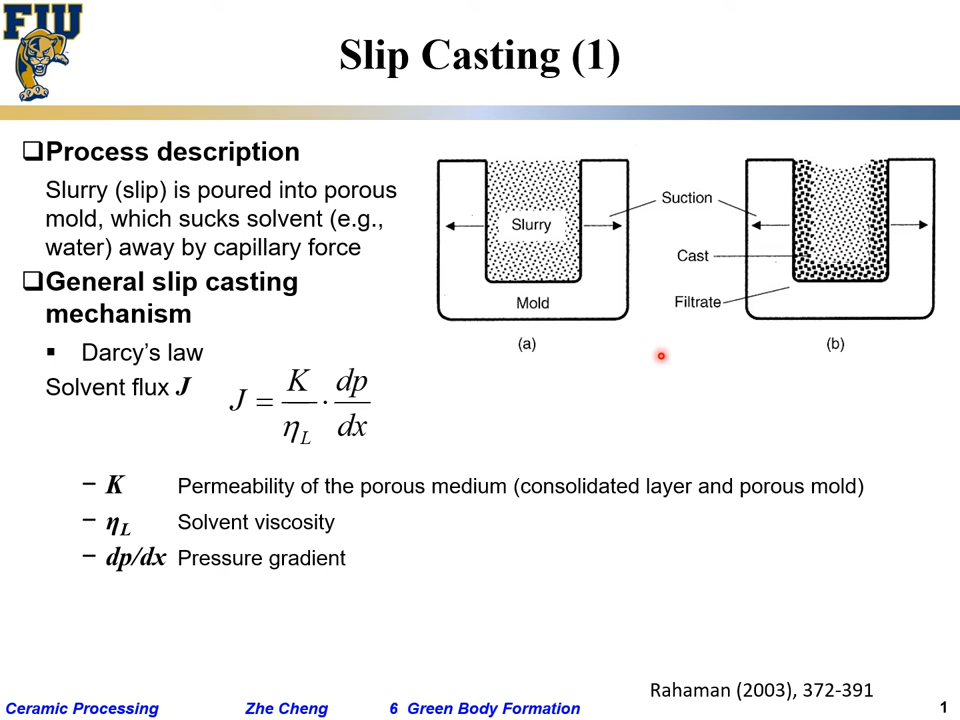 FIU
Slip Casting (1)
❑Process description
Slurry (slip) is poured into porous
mold, which sucks solvent (e.g.,
water) away by capillary force
❑General slip casting
mechanism
▪ Darcy’s law
Solvent flux J
J = K/η_L · dp/dx
− K Permeability of the porous medium (consolidated layer and porous mold)
− η_L Solvent viscosity
− dp/dx Pressure gradient
Slurry
Mold
(a)
Suction
Cast
Filtrate
(b)
Rahaman (2003), 372-391
Ceramic Processing Zhe Cheng 6 Green Body Formation 1